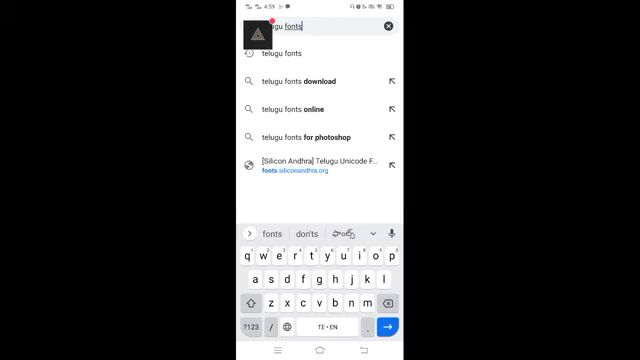 4:59
ugu fonts
telugu fonts
telugu fonts download
telugu fonts online
telugu fonts for photoshop
[Silicon Andhra] Telugu Unicode F...
fonts.siliconandhra.org
fonts don'ts ఫాంట్స్
q w e r t y u i o p
a s d f g h j k l
z x c v b n m
?123 / TE • EN .